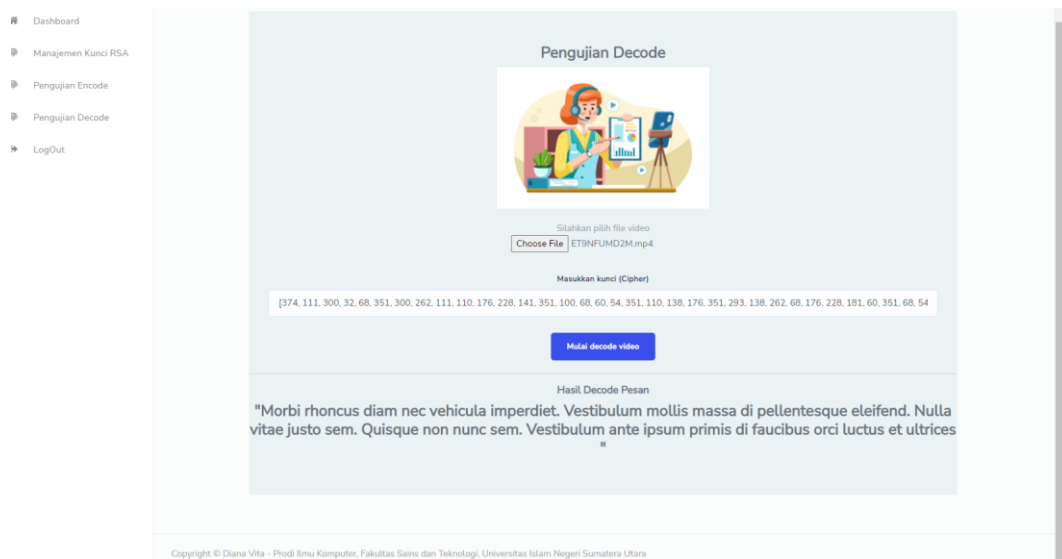 Dashboard
Manajemen Kunci RSA
Pengujian Encode
Pengujian Decode
LogOut
Pengujian Decode
Silahkan pilih file video
Choose File ET9NFUMD2M.mp4
Masukkan kunci (Cipher)
[374, 111, 300, 32, 68, 351, 300, 262, 111, 110, 176, 228, 141, 351, 100, 68, 60, 54, 351, 110, 138, 176, 351, 293, 138, 262, 68, 176, 228, 181, 60, 351, 68, 54
Mulai decode video
Hasil Decode Pesan
"Morbi rhoncus diam nec vehicula imperdiet. Vestibulum mollis massa di pellentesque eleifend. Nulla
vitae justo sem. Quisque non nunc sem. Vestibulum ante ipsum primis di faucibus orci luctus et ultrices
"
Copyright © Diana Vita - Prodi Ilmu Komputer, Fakultas Sains dan Teknologi, Universitas Islam Negeri Sumatera Utara